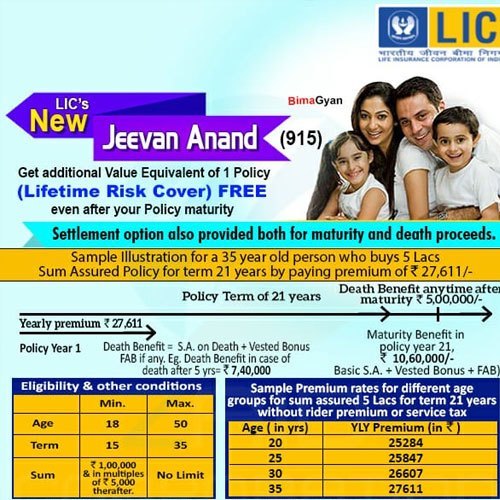 LIC
भारतीय जीवन बीमा निगम
LIFE INSURANCE CORPORATION OF INDIA
BimaGyan
LIC's
New
Jeevan Anand (915)
Get additional Value Equivalent of 1 Policy
(Lifetime Risk Cover) FREE
even after your Policy maturity
Settlement option also provided both for maturity and death proceeds.
Sample Illustration for a 35 year old person who buys 5 Lacs
Sum Assured Policy for term 21 years by paying premium of ₹ 27,611/-
Policy Term of 21 years
Death Benefit anytime after
maturity ₹ 5,00,000/-
Yearly premium ₹ 27,611
Policy Year 1
Death Benefit = S.A. on Death + Vested Bonus
FAB if any. Eg. Death Benefit in case of
death after 5 yrs= ₹ 7,40,000
Maturity Benefit in
policy year 21,
₹ 10,60,000/-
Basic S.A. + Vested Bonus + FAB)
Eligibility & other conditions
Min. Max.
Age 18 50
Term 15 35
Sum ₹ 1,00,000 & in multiples of ₹ 5,000 therafter. No Limit
Sample Premium rates for different age
groups for sum assured 5 Lacs for term 21 years
without rider premium or service tax
Age ( in yrs) YLY Premium (in ₹ )
20 25284
25 25847
30 26607
35 27611